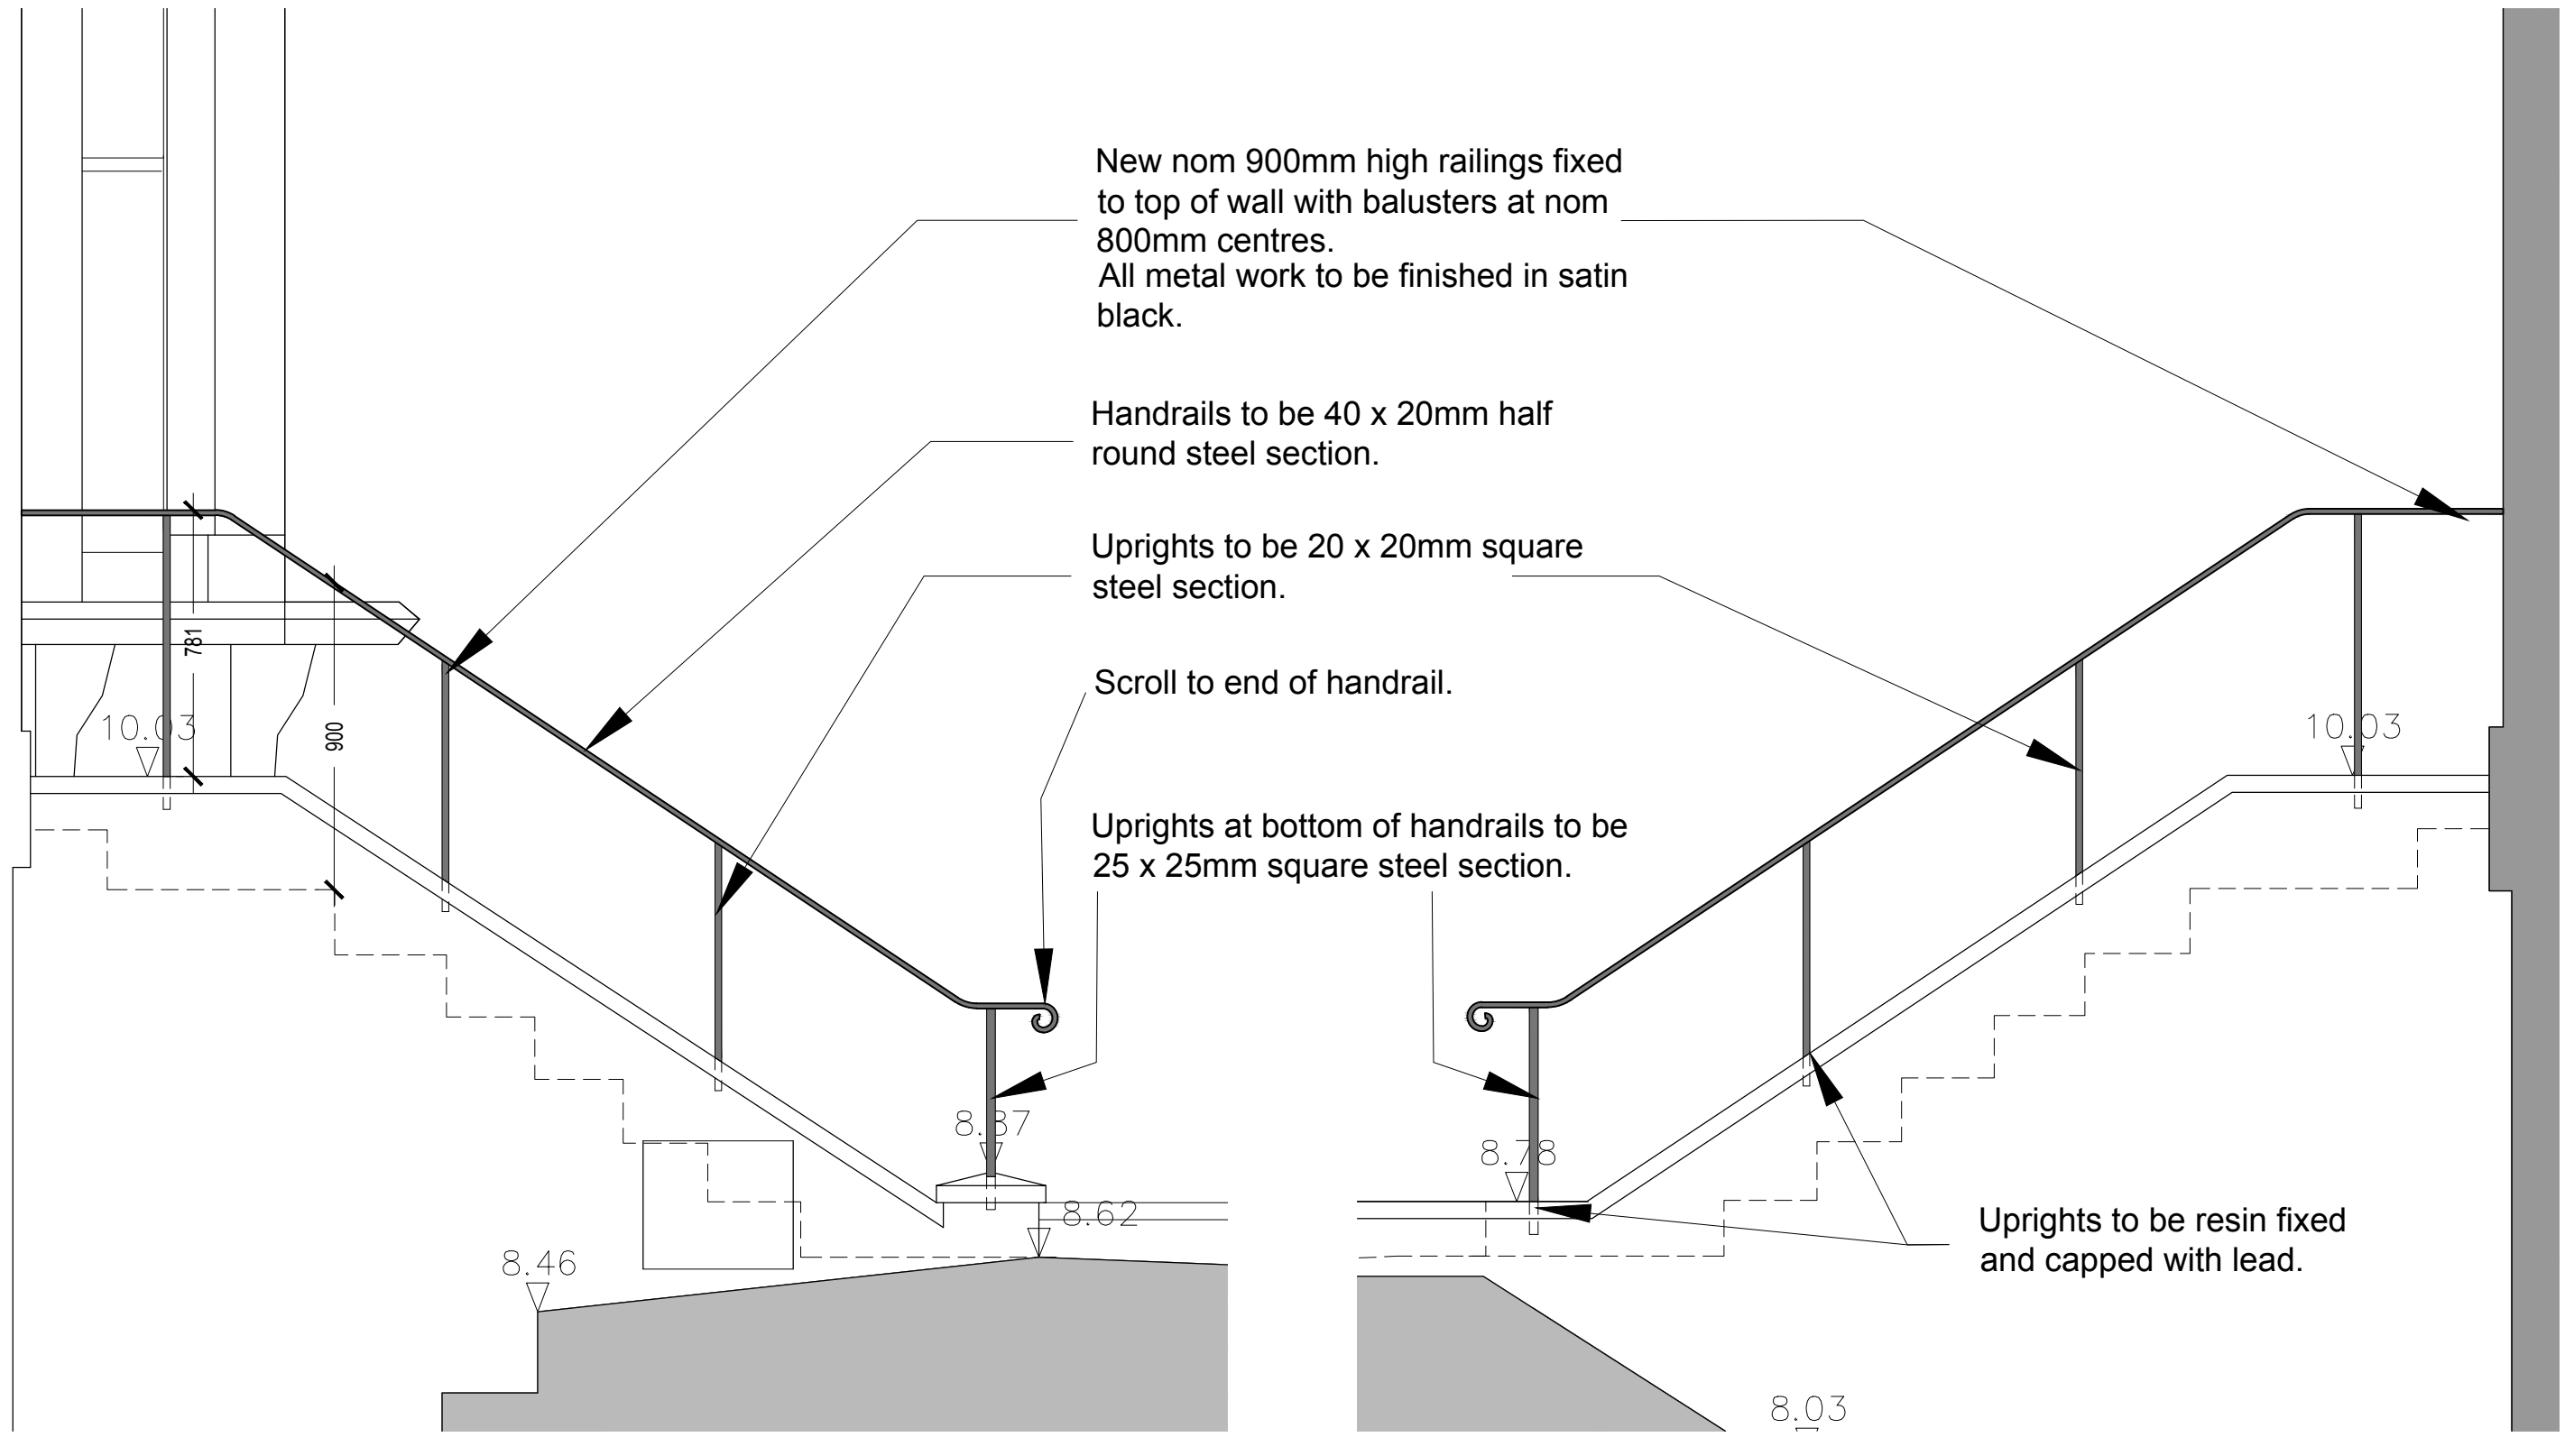 New nom 900mm high railings fixed
to top of wall with balusters at nom
800mm centres.
All metal work to be finished in satin
black.
Handrails to be 40 x 20mm half
round steel section.
Uprights to be 20 x 20mm square
steel section.
781
Scroll to end of handrail.
10.03
900
10.03
Uprights at bottom of handrails to be
25 x 25mm square steel section.
8.87
8.78
8.62
Uprights to be resin fixed
and capped with lead.
8.46
8.03